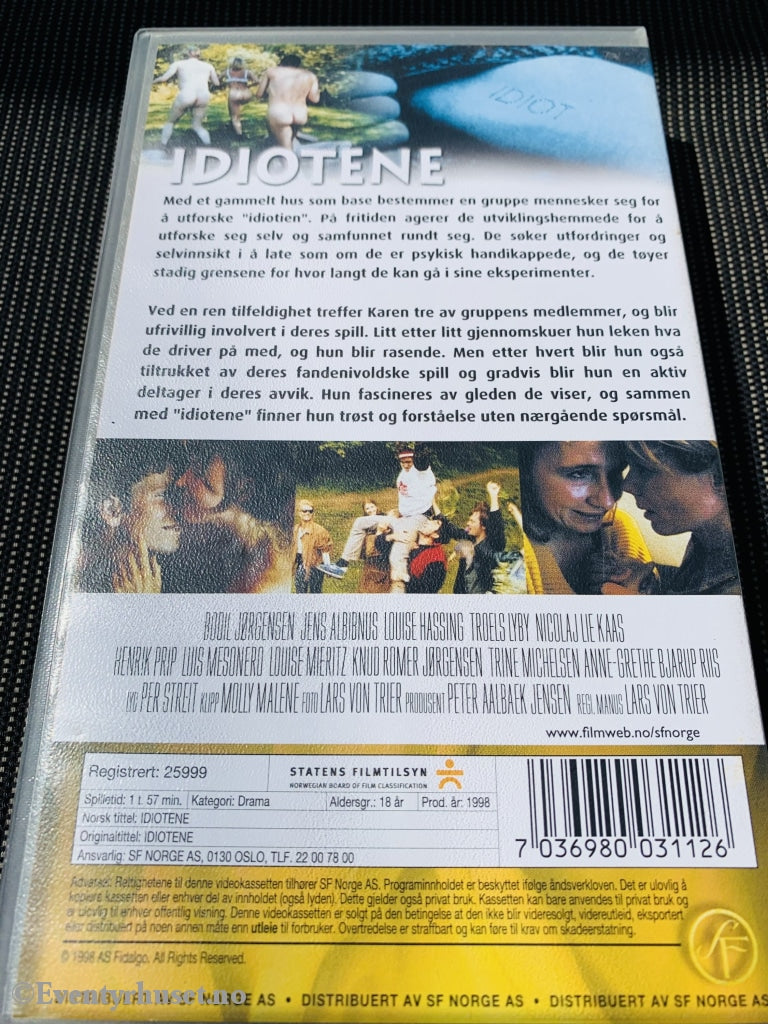 IDIOT
IDIOTENE
Med et gammelt hus som base bestemmer en gruppe mennesker seg for
å utforske "idiotien". På fritiden agerer de utviklingshemmede for å
utforske seg selv og samfunnet rundt seg. De søker utfordringer og
selvinnsikt i å late som om de er psykisk handikappede, og de tøyer
stadig grensene for hvor langt de kan gå i sine eksperimenter.
Ved en ren tilfeldighet treffer Karen tre av gruppens medlemmer, og blir
ufrivillig involvert i deres spill. Litt etter litt gjennomskuer hun leken hva
de driver på med, og hun blir rasende. Men etter hvert blir hun også
tiltrukket av deres fandenivoldske spill og gradvis blir hun en aktiv
deltager i deres avvik. Hun fascineres av gleden de viser, og sammen
med "idiotene" finner hun trøst og forståelse uten nærgående spørsmål.
BODIL JØRGENSEN JENS ALBIBNUS LOUISE HASSING TROELS LYBY NICOLAJ LIE KAAS
HENRIK PRIP LUIS MESONERO LOUISE MIERITZ KNUD ROMER JØRGENSEN TRINE MICHELSEN ANNE-GRETHE BJARUP RIIS
LYD PER STREIT KLIPP MOLLY MALENE FOTO LARS VON TRIER PRODUSENT PETER AALBAEK JENSEN REGI, MANUS LARS VON TRIER
www.filmweb.no/sfnorge
Registrert: 25999
STATENS FILMTILSYN
NORWEGIAN BOARD OF FILM CLASSIFICATION
Spilletid: 1 t. 57 min. Kategori: Drama Aldersgr.: 18 år Prod. år: 1998
Norsk tittel: IDIOTENE
Originaltittel: IDIOTENE
Ansvarlig: SF NORGE AS, 0130 OSLO, TLF. 22 00 78 00
7 036980 031126
Advarsel: Rettighetene til denne videokassetten tilhører SF Norge AS. Programinnholdet er beskyttet ifølge åndsverkloven. Det er ulovlig å
kopiere kassetten eller enhver del av innholdet (også lyden). Dette gjelder også privat bruk. Kassetten kan bare anvendes til privat bruk og
er ulovlig til enhver offentlig visning. Denne videokassetten er solgt på den betingelse at den ikke blir videresolgt, videreutleid, eksportert
eller distribuert på noen annen måte enn utleie til forbruker. Overtredelse er straffbart og kan føre til krav om skadeerstatning.
SF
© 1998 AS Fidalgo. All Rights Reserved.
©Eventyrhuset.no
AV SF NORGE AS • DISTRIBUERT AV SF NORGE AS • DISTRIBUERT AV SF NORGE AS